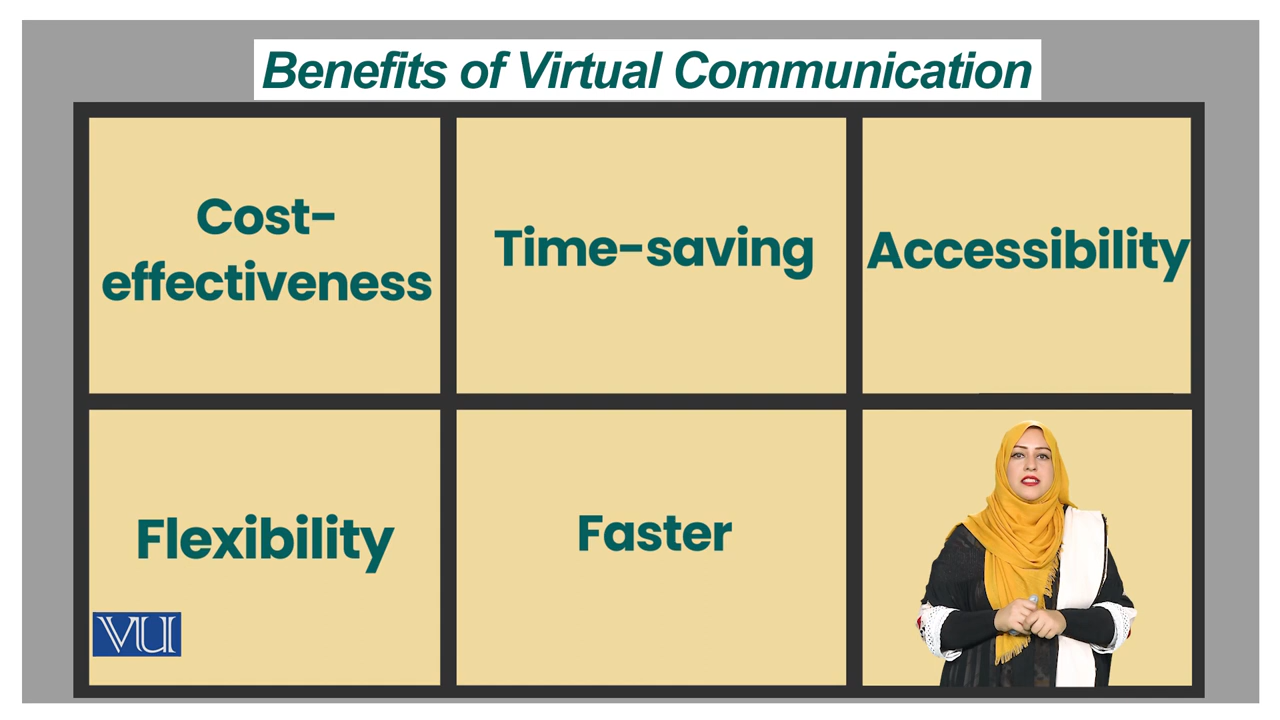 Benefits of Virtual Communication
Cost-
effectiveness
Time-saving
Accessibility
Flexibility
Faster
VU